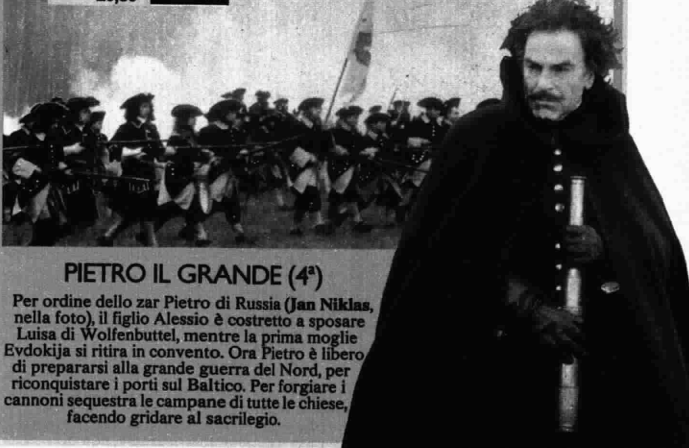 PIETRO IL GRANDE (4ª)
Per ordine dello zar Pietro di Russia (Jan Niklas,
nella foto), il figlio Alessio è costretto a sposare
Luisa di Wolfenbuttel, mentre la prima moglie
Evdokija si ritira in convento. Ora Pietro è libero
di prepararsi alla grande guerra del Nord, per
riconquistare i porti sul Baltico. Per forgiare i
cannoni sequestra le campane di tutte le chiese,
facendo gridare al sacrilegio.